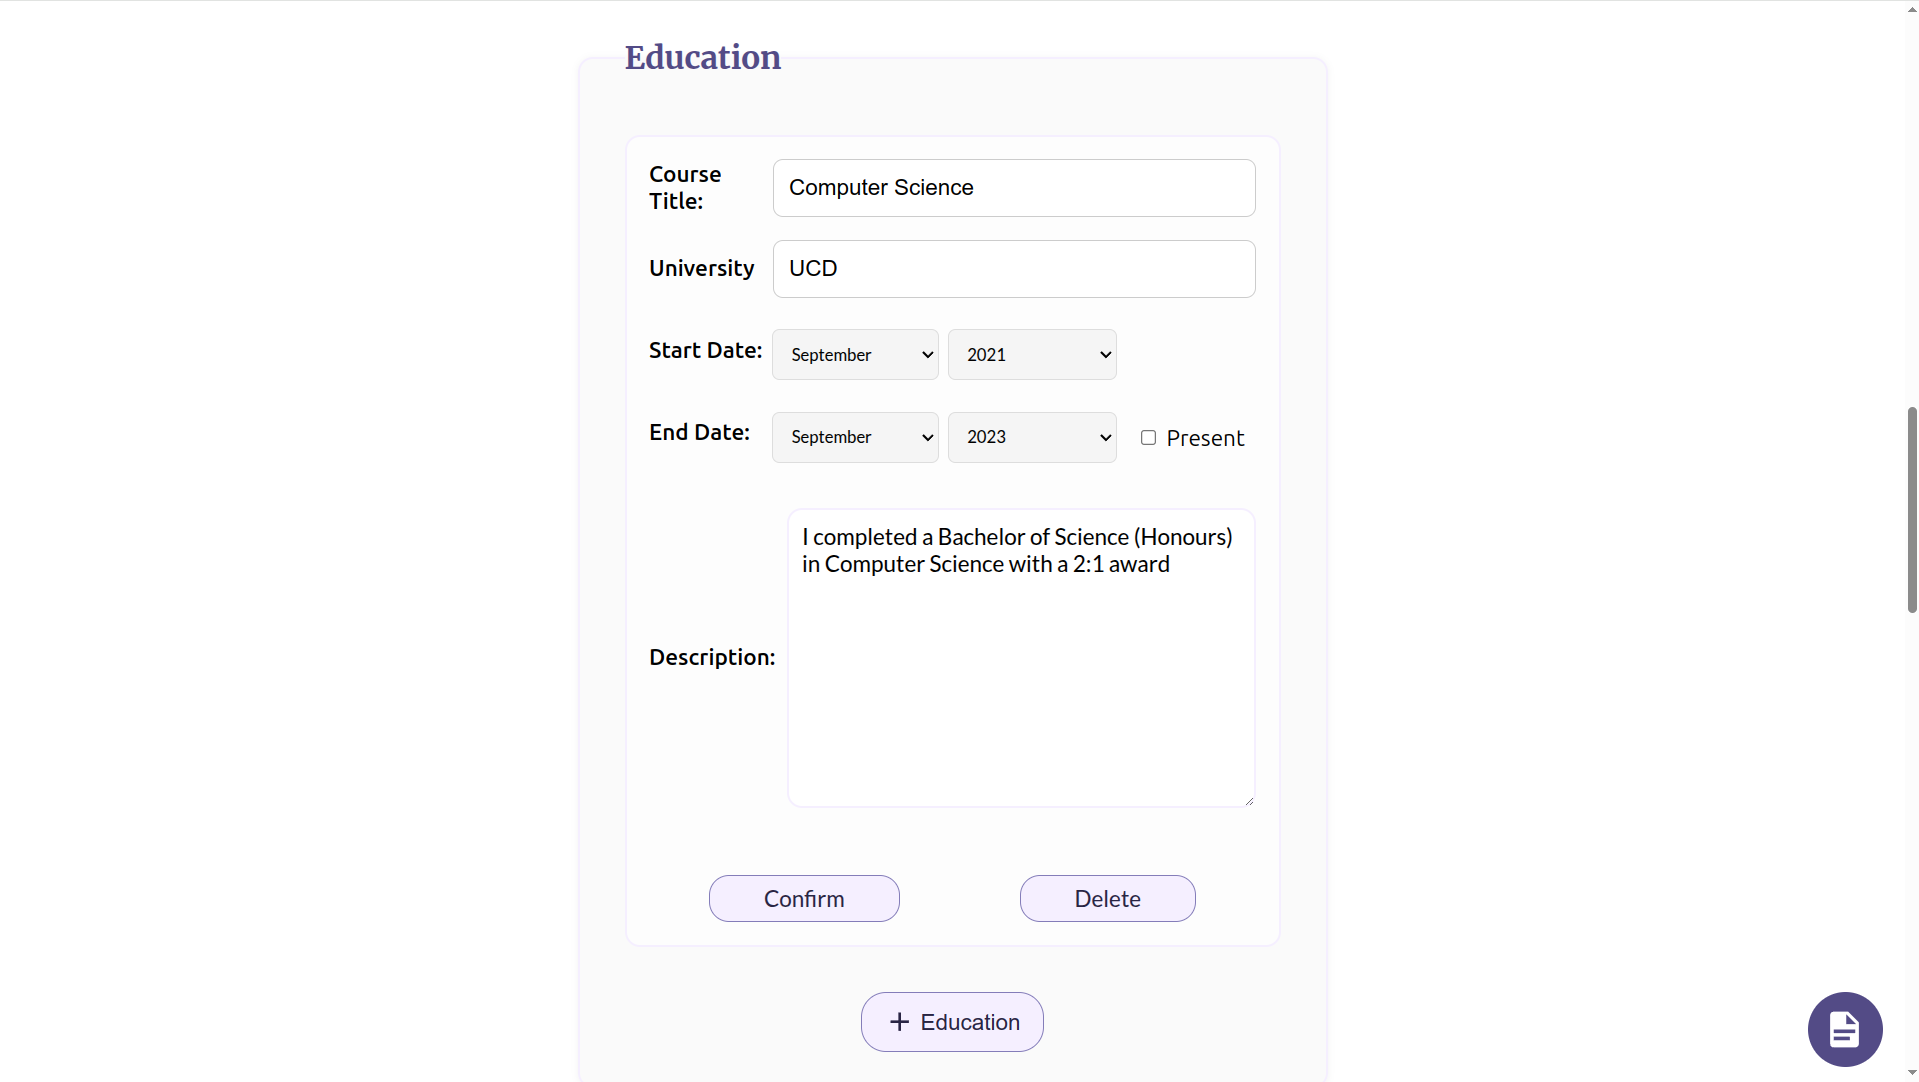 Education
Course
Title:
Computer Science
University
UCD
Start Date:
September
2021
End Date:
September
2023
Present
I completed a Bachelor of Science (Honours)
in Computer Science with a 2:1 award
Description:
Confirm
Delete
+ Education